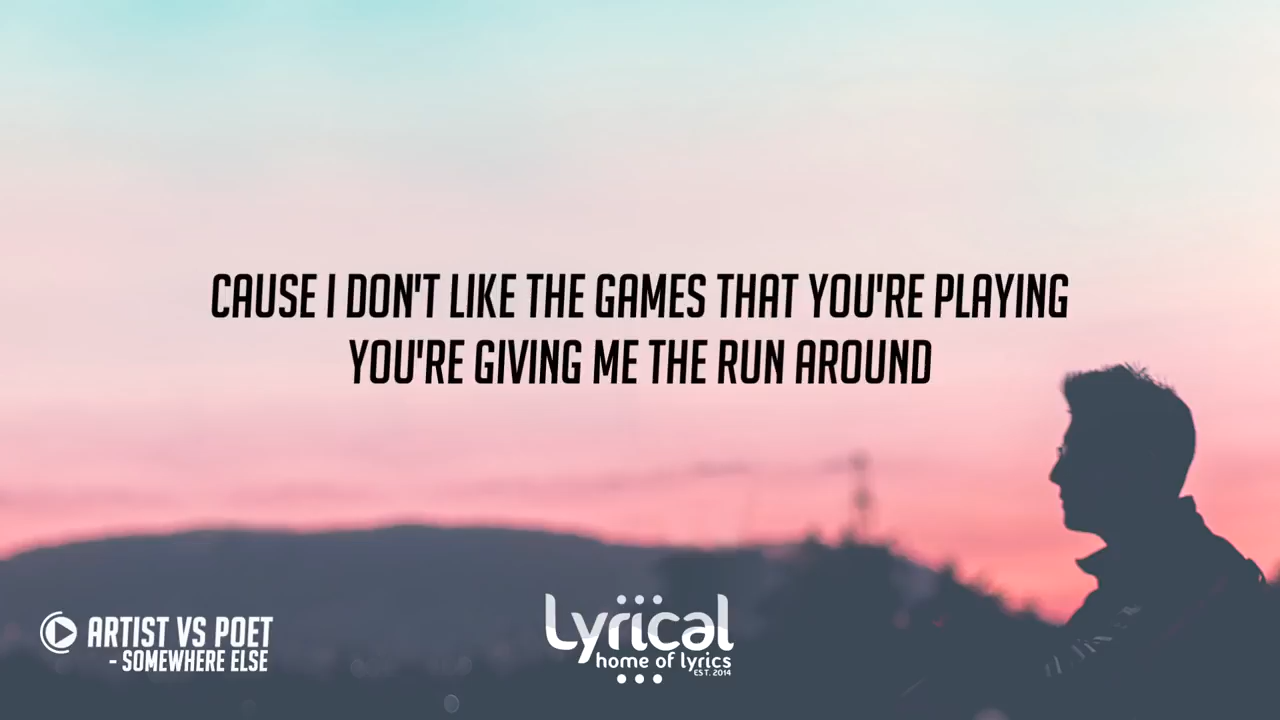 CAUSE I DON'T LIKE THE GAMES THAT YOU'RE PLAYING
YOU'RE GIVING ME THE RUN AROUND
ARTIST VS POET
- SOMEWHERE ELSE
Lyrical
home of lyrics
EST. 2014